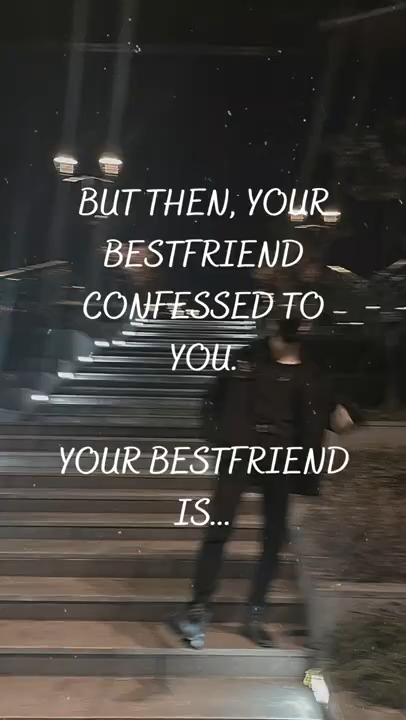 BUT THEN, YOUR
BESTFRIEND
CONFESSED TO
YOU.
YOUR BESTFRIEND
IS...